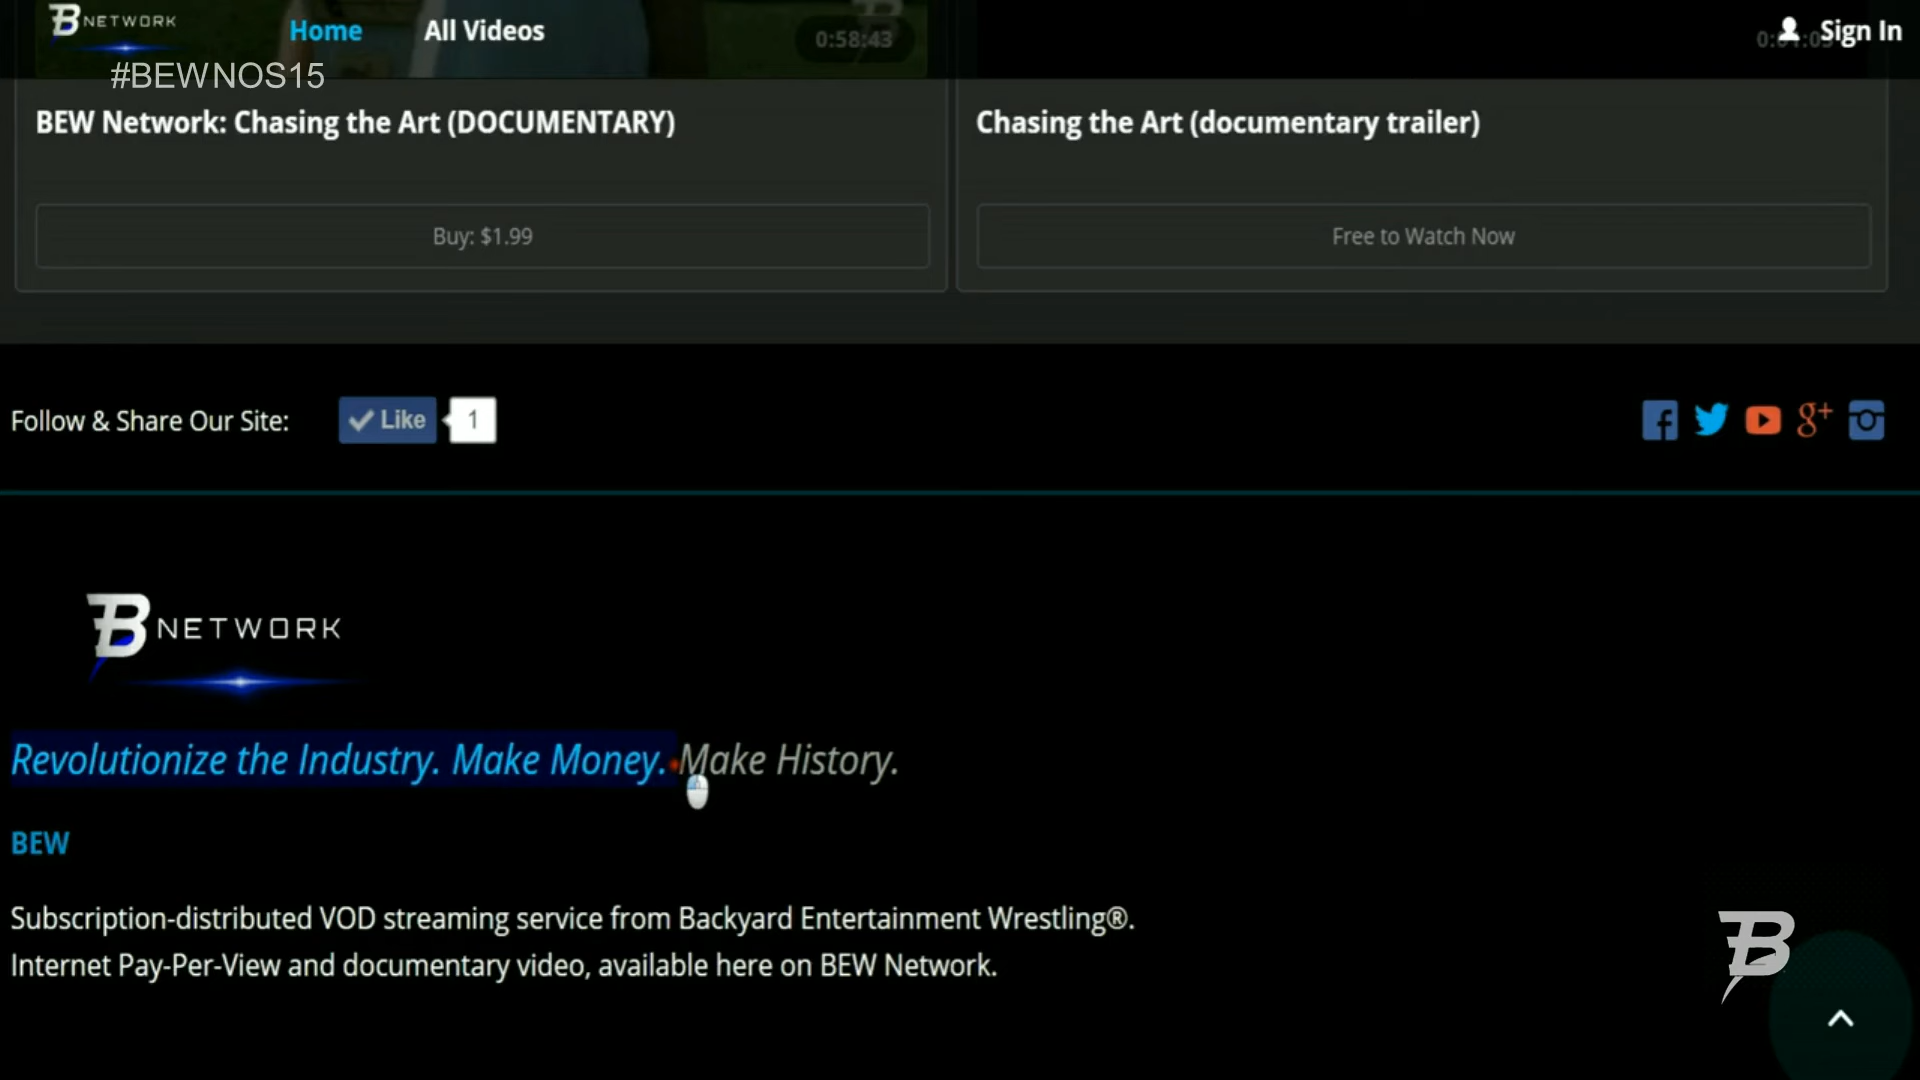 B NETWORK
Home
All Videos
0:58:43
Sign In
#BEWNOS15
BEW Network: Chasing the Art (DOCUMENTARY)
Chasing the Art (documentary trailer)
Buy: $1.99
Free to Watch Now
Follow & Share Our Site:
Like
1
B NETWORK
Revolutionize the Industry. Make Money. Make History.
BEW
Subscription-distributed VOD streaming service from Backyard Entertainment Wrestling®.
Internet Pay-Per-View and documentary video, available here on BEW Network.
B